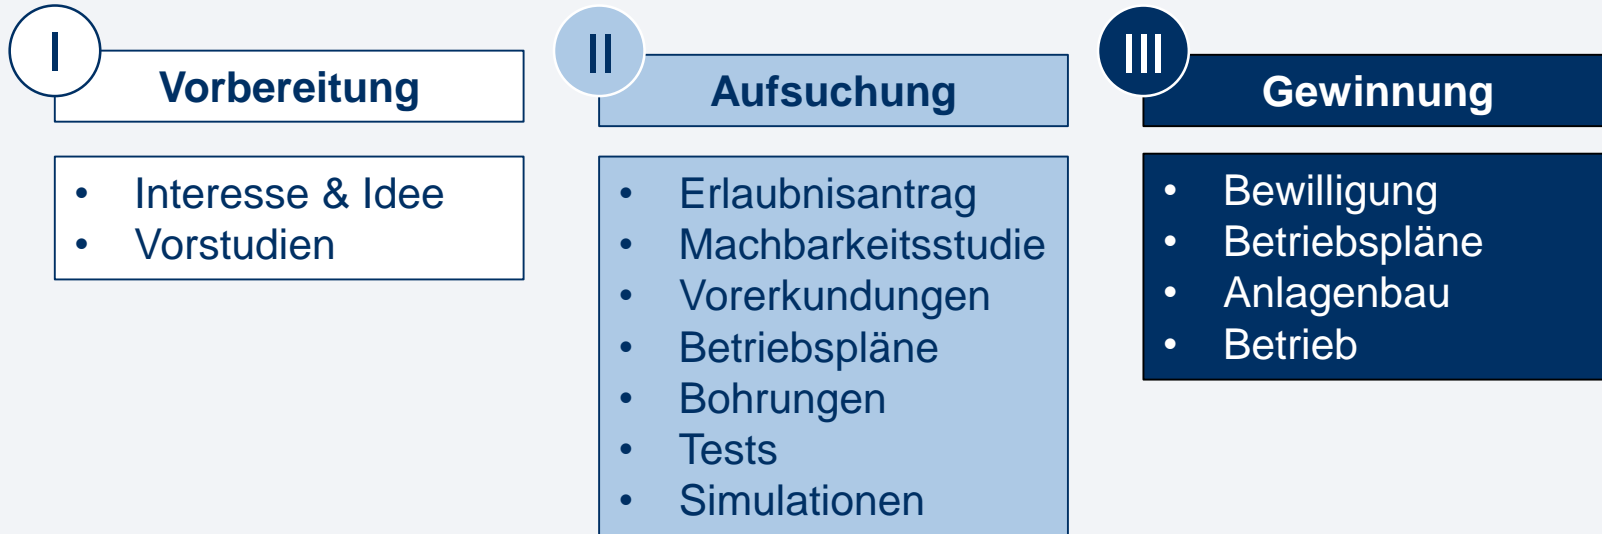 I
Vorbereitung
• Interesse & Idee
• Vorstudien
II
Aufsuchung
• Erlaubnisantrag
• Machbarkeitsstudie
• Vorerkundungen
• Betriebspläne
• Bohrungen
• Tests
• Simulationen
III
Gewinnung
• Bewilligung
• Betriebspläne
• Anlagenbau
• Betrieb